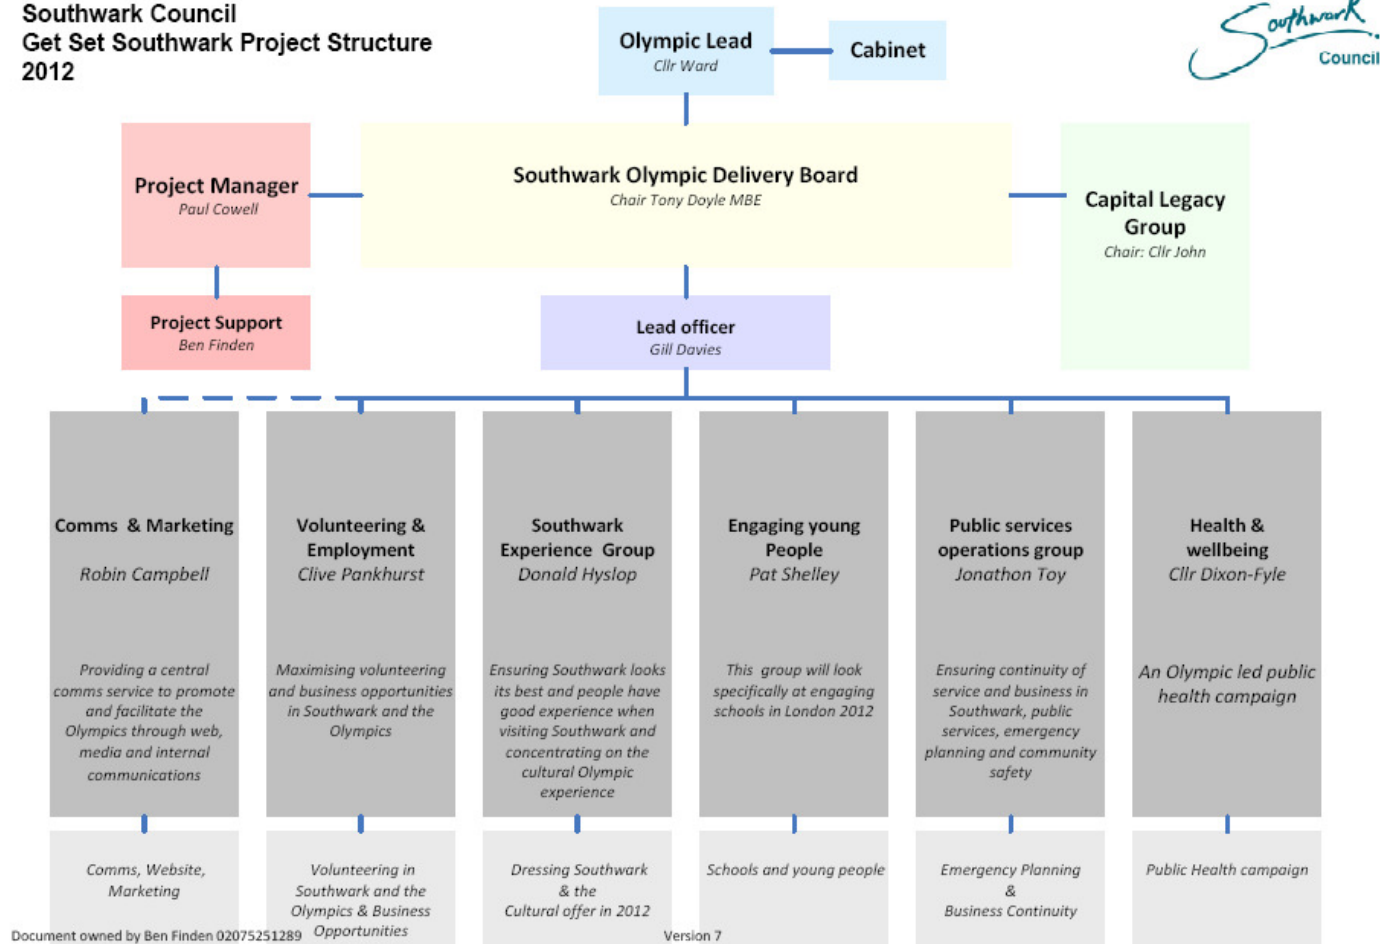 Southwark Council
Get Set Southwark Project Structure
2012
Olympic Lead
Cllr Ward
Cabinet
Southwark
Council
Project Manager
Paul Cowell
Southwark Olympic Delivery Board
Chair Tony Doyle MBE
Capital Legacy
Group
Chair: Cllr John
Project Support
Ben Finden
Lead officer
Gill Davies
Comms & Marketing
Robin Campbell
Providing a central
comms service to promote
and facilitate the
Olympics through web,
media and internal
communications
Comms, Website,
Marketing
Volunteering &
Employment
Clive Pankhurst
Maximising volunteering
and business opportunities
in Southwark and the
Olympics
Volunteering in
Southwark and the
Olympics & Business
Opportunities
Southwark
Experience Group
Donald Hyslop
Ensuring Southwark looks
its best and people have
good experience when
visiting Southwark and
concentrating on the
cultural Olympic
experience
Dressing Southwark
& the
Cultural offer in 2012
Engaging young
People
Pat Shelley
This group will look
specifically at engaging
schools in London 2012
Schools and young people
Public services
operations group
Jonathon Toy
Ensuring continuity of
service and business in
Southwark, public
services, emergency
planning and community
safety
Emergency Planning
&
Business Continuity
Health &
wellbeing
Cllr Dixon-Fyle
An Olympic led public
health campaign
Public Health campaign
Document owned by Ben Finden 02075251289
Version 7